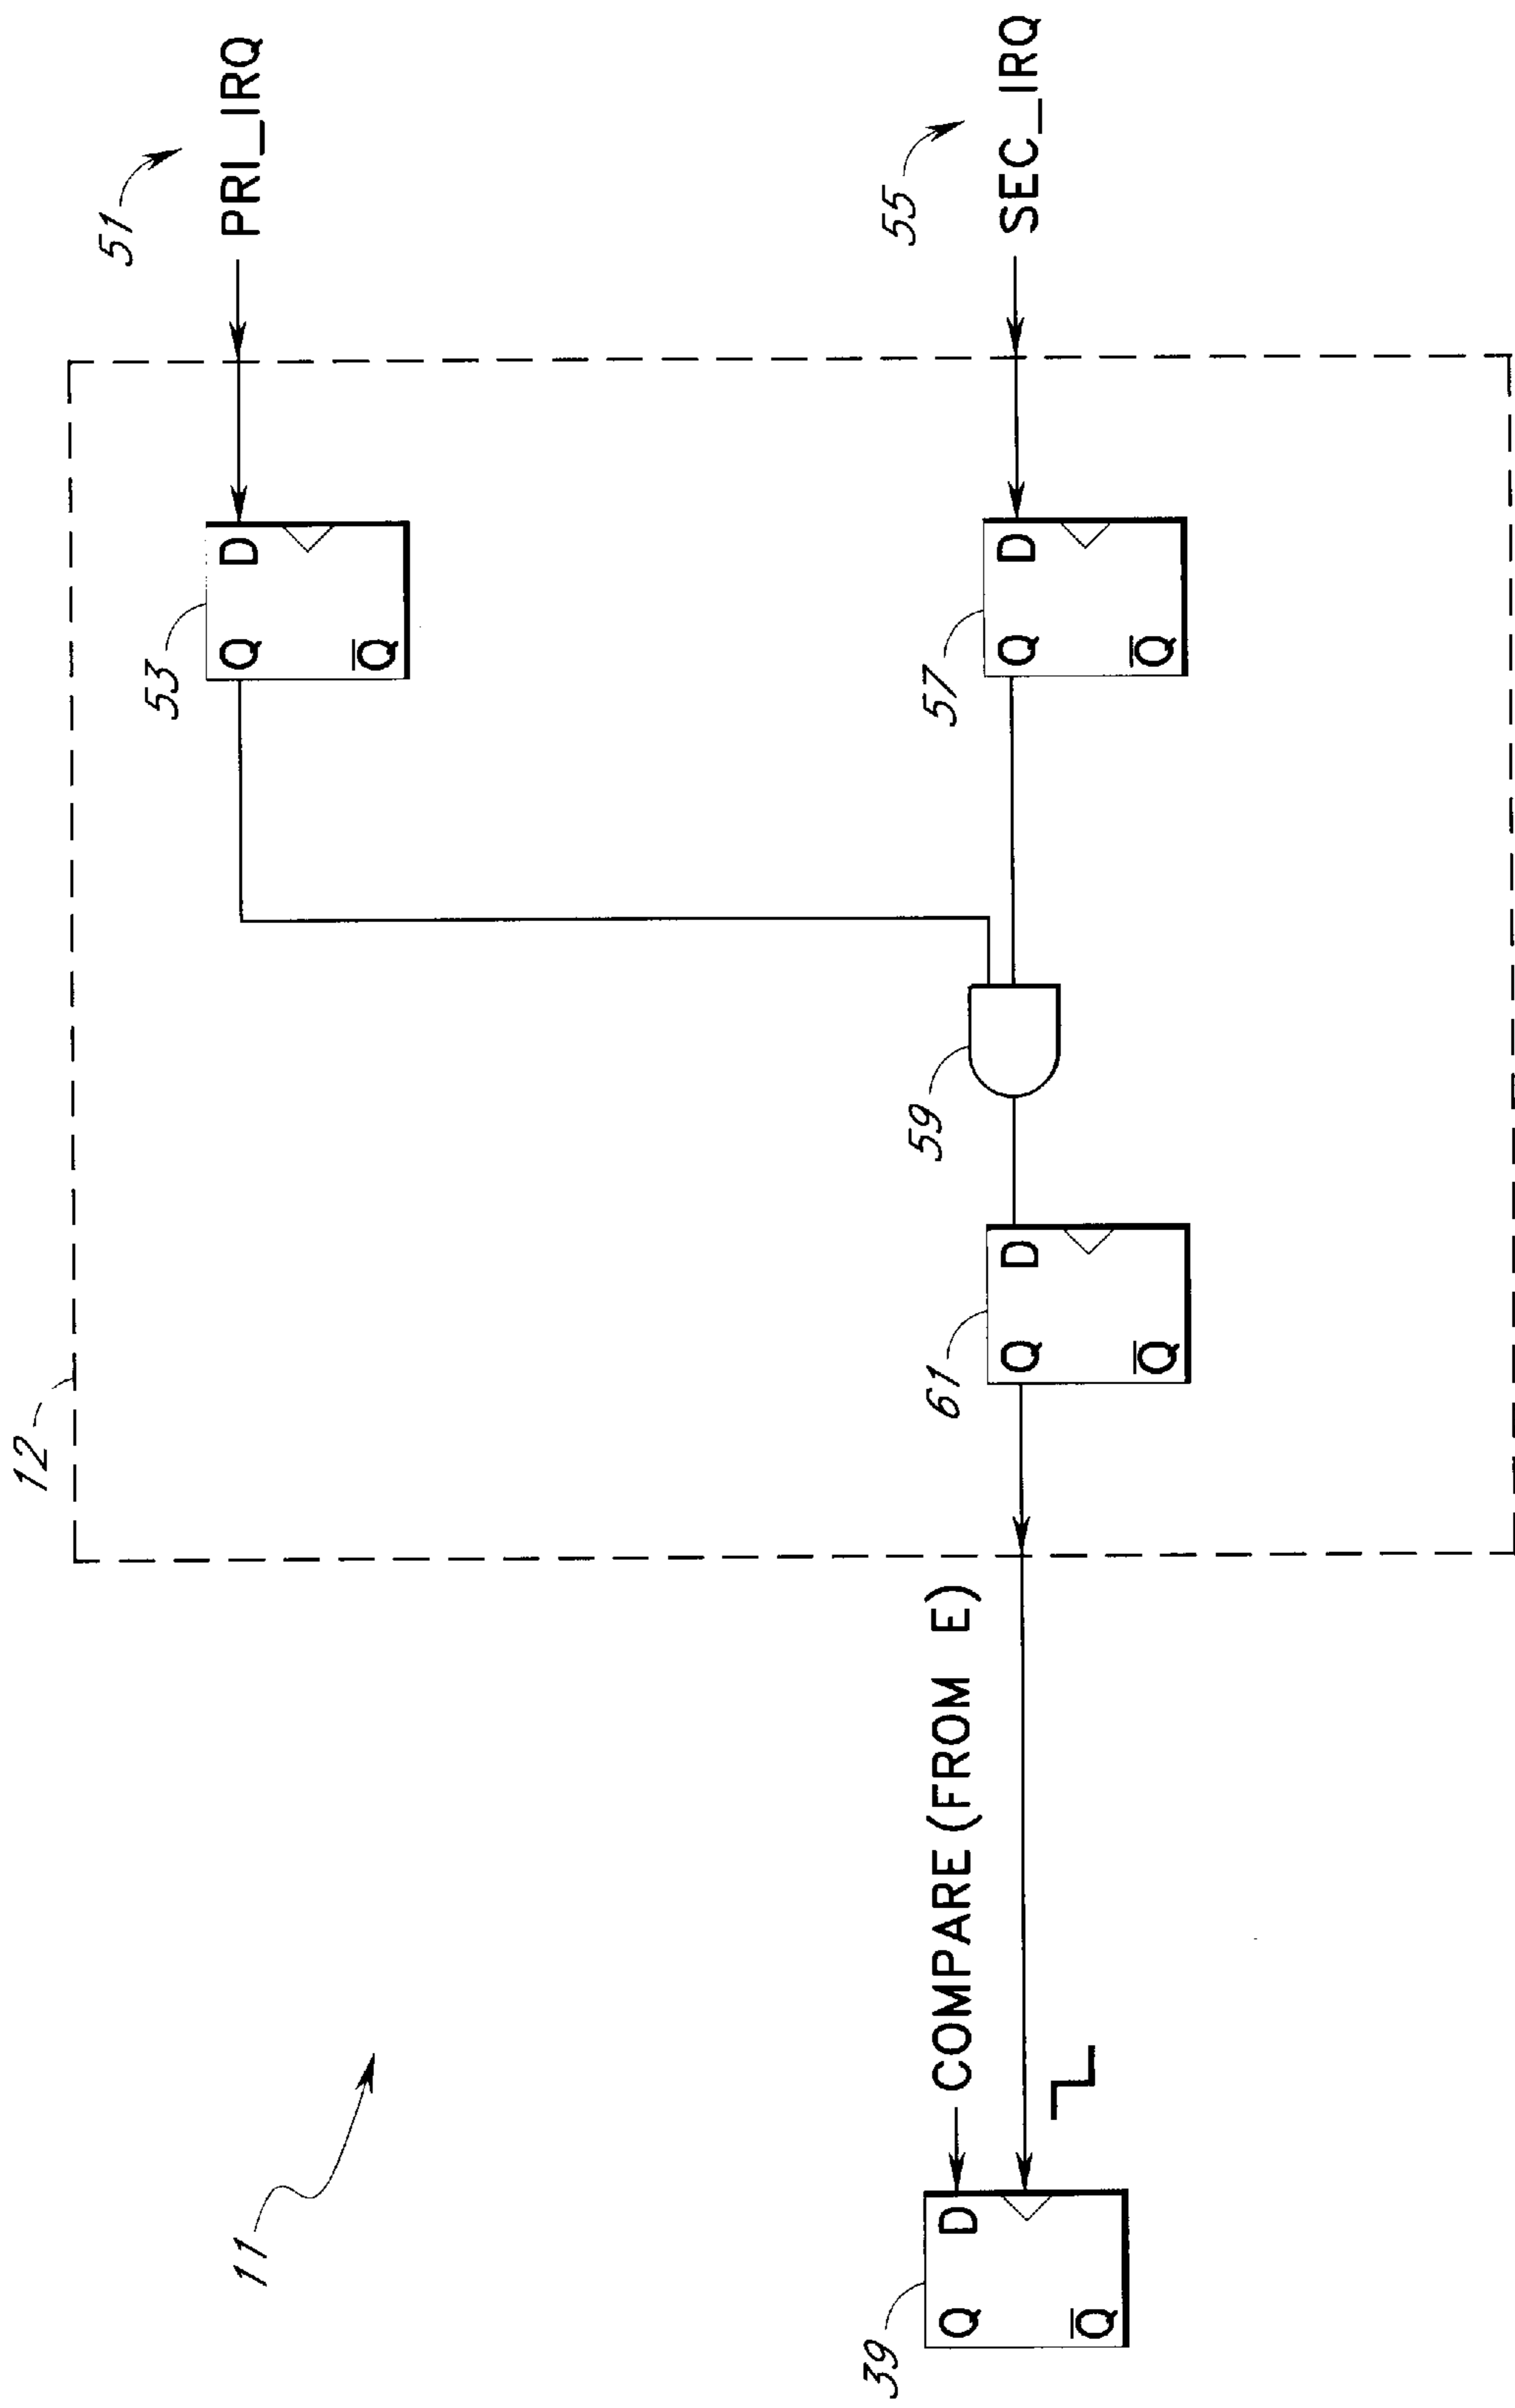 12
51
53
11
Q D
PRI_IRQ
Q̅
39
61
59
57
55
Q D
COMPARE (FROM E)
Q D
Q D
SEC_IRQ
Q̅
Q̅
Q̅